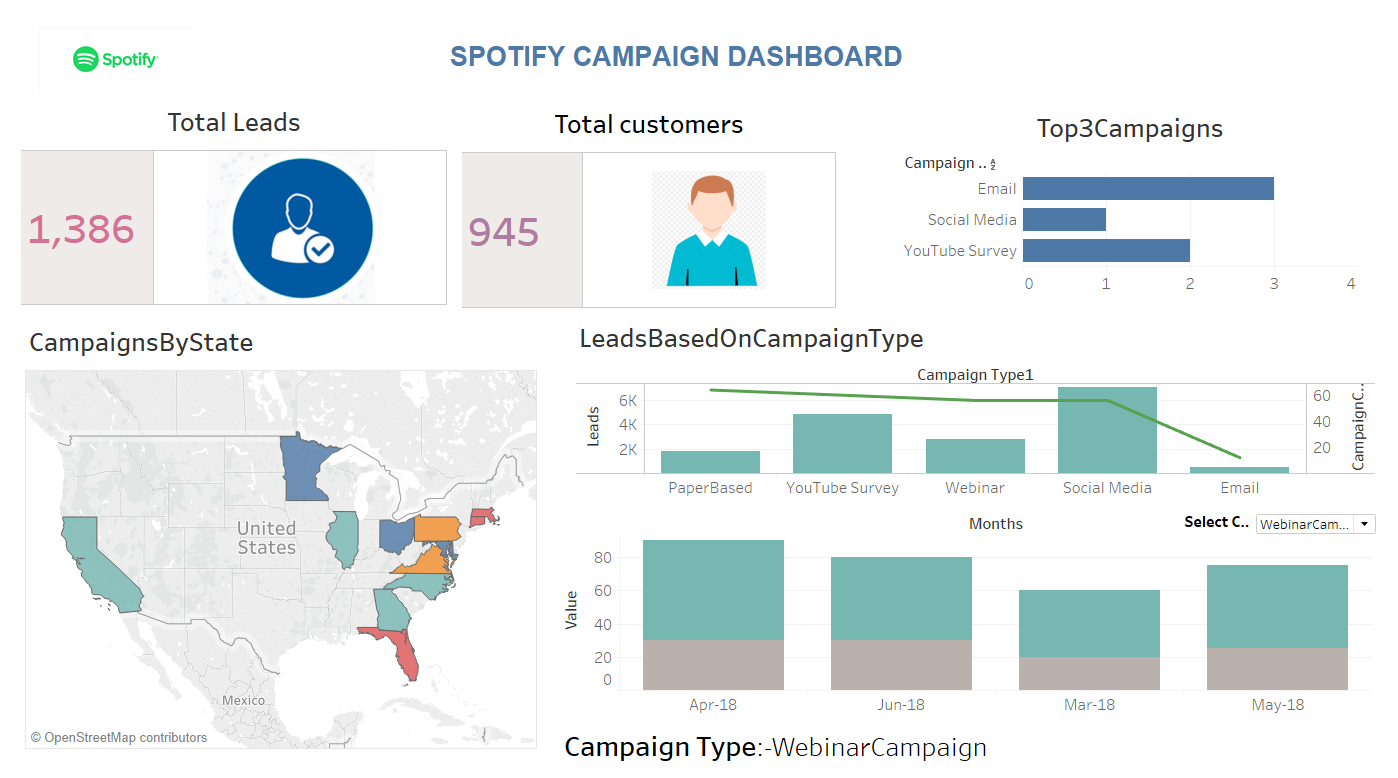 Spotify
SPOTIFY CAMPAIGN DASHBOARD
Total Leads
1,386
Total customers
945
Top3Campaigns
Campaign ..
Email
Social Media
YouTube Survey
0 1 2 3 4
CampaignsByState
United
States
Mexico
© OpenStreetMap contributors
LeadsBasedOnCampaignType
Campaign Type1
Leads
6K
4K
2K
60
40
20
CampaignC..
PaperBased YouTube Survey Webinar Social Media Email
Months
Select C.. WebinarCam...
Value
80
60
40
20
0
Apr-18 Jun-18 Mar-18 May-18
Campaign Type:-WebinarCampaign